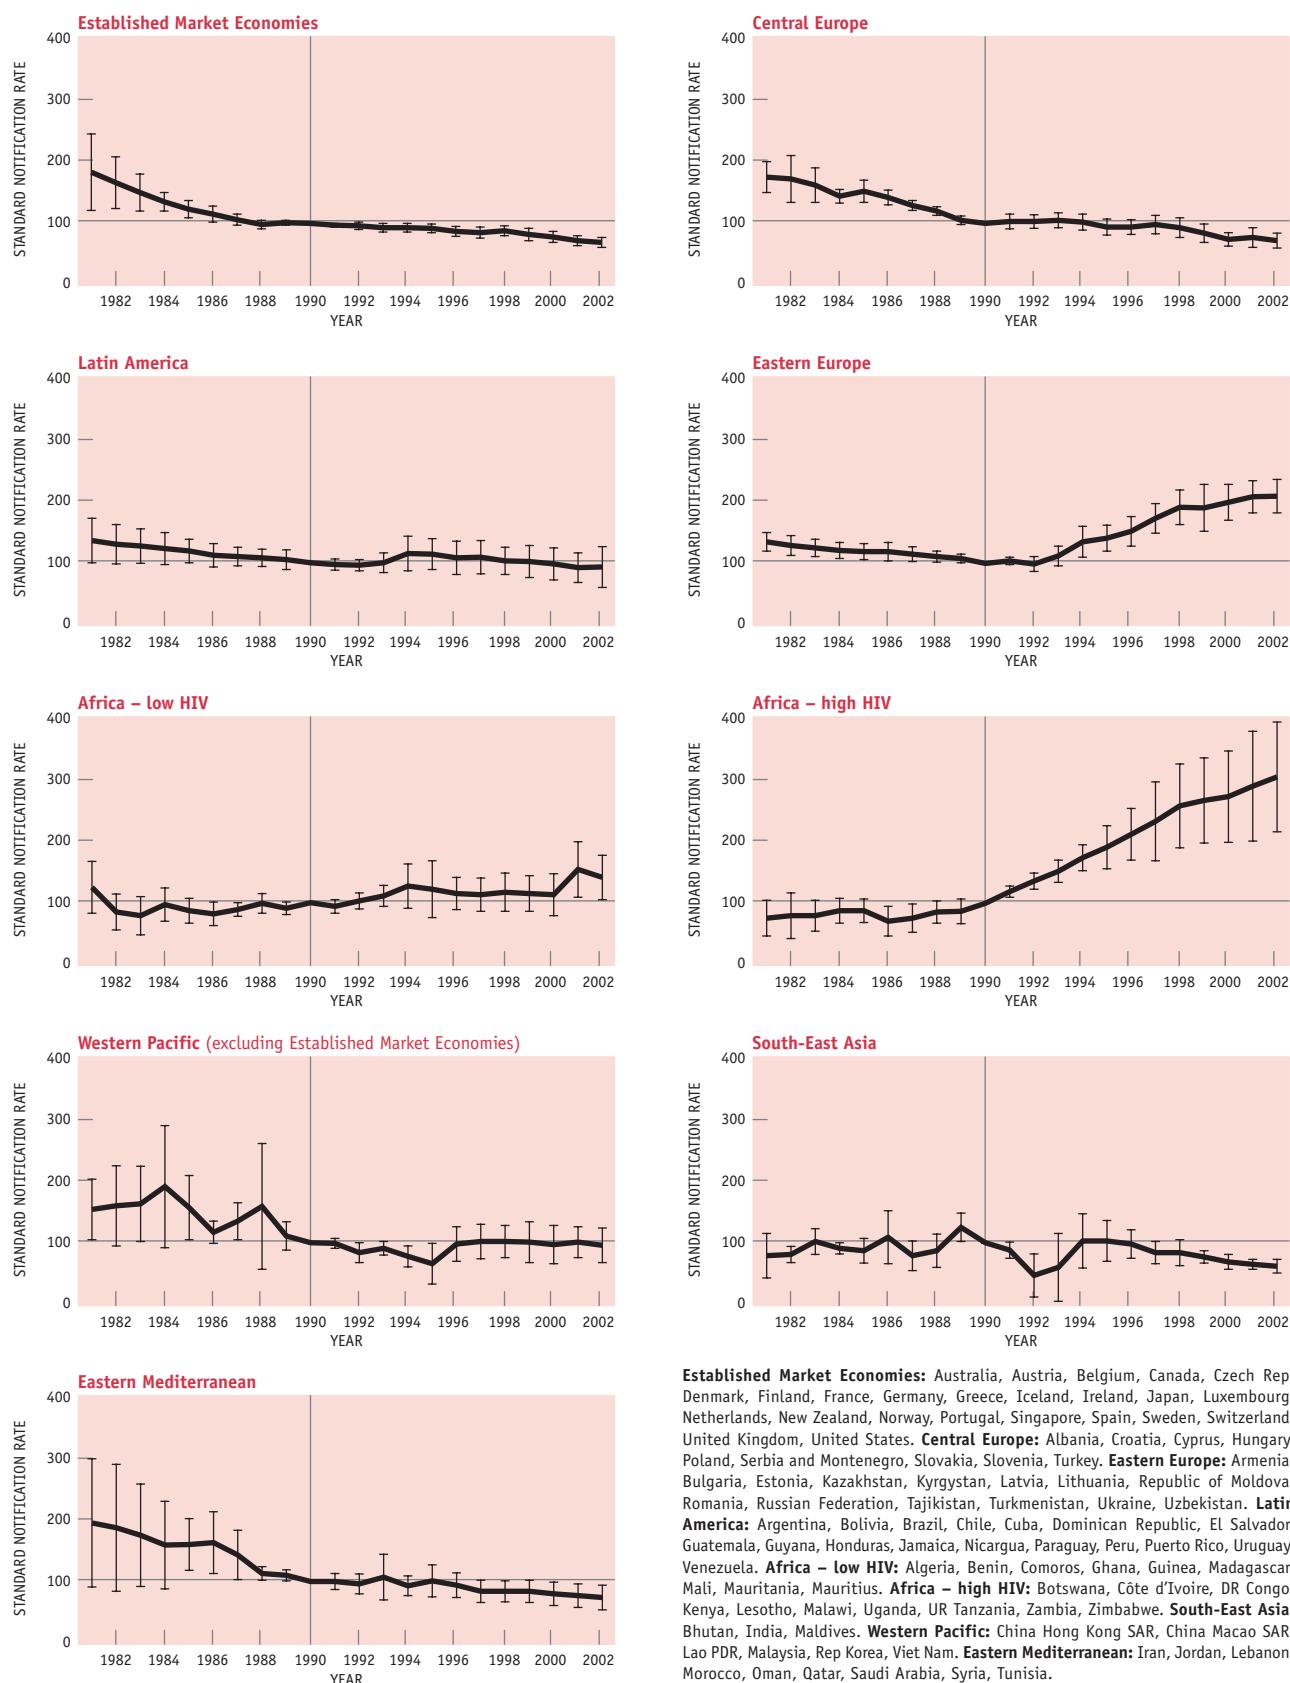 Established Market Economies
400
300
200
100
0
STANDARD NOTIFICATION RATE
1982 1984 1986 1988 1990 1992 1994 1996 1998 2000 2002
YEAR
Central Europe
400
300
200
100
0
STANDARD NOTIFICATION RATE
1982 1984 1986 1988 1990 1992 1994 1996 1998 2000 2002
YEAR
Latin America
400
300
200
100
0
STANDARD NOTIFICATION RATE
1982 1984 1986 1988 1990 1992 1994 1996 1998 2000 2002
YEAR
Eastern Europe
400
300
200
100
0
STANDARD NOTIFICATION RATE
1982 1984 1986 1988 1990 1992 1994 1996 1998 2000 2002
YEAR
Africa – low HIV
400
300
200
100
0
STANDARD NOTIFICATION RATE
1982 1984 1986 1988 1990 1992 1994 1996 1998 2000 2002
YEAR
Africa – high HIV
400
300
200
100
0
STANDARD NOTIFICATION RATE
1982 1984 1986 1988 1990 1992 1994 1996 1998 2000 2002
YEAR
Western Pacific (excluding Established Market Economies)
400
300
200
100
0
STANDARD NOTIFICATION RATE
1982 1984 1986 1988 1990 1992 1994 1996 1998 2000 2002
YEAR
South-East Asia
400
300
200
100
0
STANDARD NOTIFICATION RATE
1982 1984 1986 1988 1990 1992 1994 1996 1998 2000 2002
YEAR
Eastern Mediterranean
400
300
200
100
0
STANDARD NOTIFICATION RATE
1982 1984 1986 1988 1990 1992 1994 1996 1998 2000 2002
YEAR
Established Market Economies: Australia, Austria, Belgium, Canada, Czech Rep
Denmark, Finland, France, Germany, Greece, Iceland, Ireland, Japan, Luxembourg
Netherlands, New Zealand, Norway, Portugal, Singapore, Spain, Sweden, Switzerland
United Kingdom, United States. Central Europe: Albania, Croatia, Cyprus, Hungary
Poland, Serbia and Montenegro, Slovakia, Slovenia, Turkey. Eastern Europe: Armenia
Bulgaria, Estonia, Kazakhstan, Kyrgystan, Latvia, Lithuania, Republic of Moldova
Romania, Russian Federation, Tajikistan, Turkmenistan, Ukraine, Uzbekistan. Latin
America: Argentina, Bolivia, Brazil, Chile, Cuba, Dominican Republic, El Salvador
Guatemala, Guyana, Honduras, Jamaica, Nicargua, Paraguay, Peru, Puerto Rico, Uruguay
Venezuela. Africa – low HIV: Algeria, Benin, Comoros, Ghana, Guinea, Madagascar
Mali, Mauritania, Mauritius. Africa – high HIV: Botswana, Côte d'Ivoire, DR Congo
Kenya, Lesotho, Malawi, Uganda, UR Tanzania, Zambia, Zimbabwe. South-East Asia
Bhutan, India, Maldives. Western Pacific: China Hong Kong SAR, China Macao SAR
Lao PDR, Malaysia, Rep Korea, Viet Nam. Eastern Mediterranean: Iran, Jordan, Lebanon
Morocco, Oman, Qatar, Saudi Arabia, Syria, Tunisia.